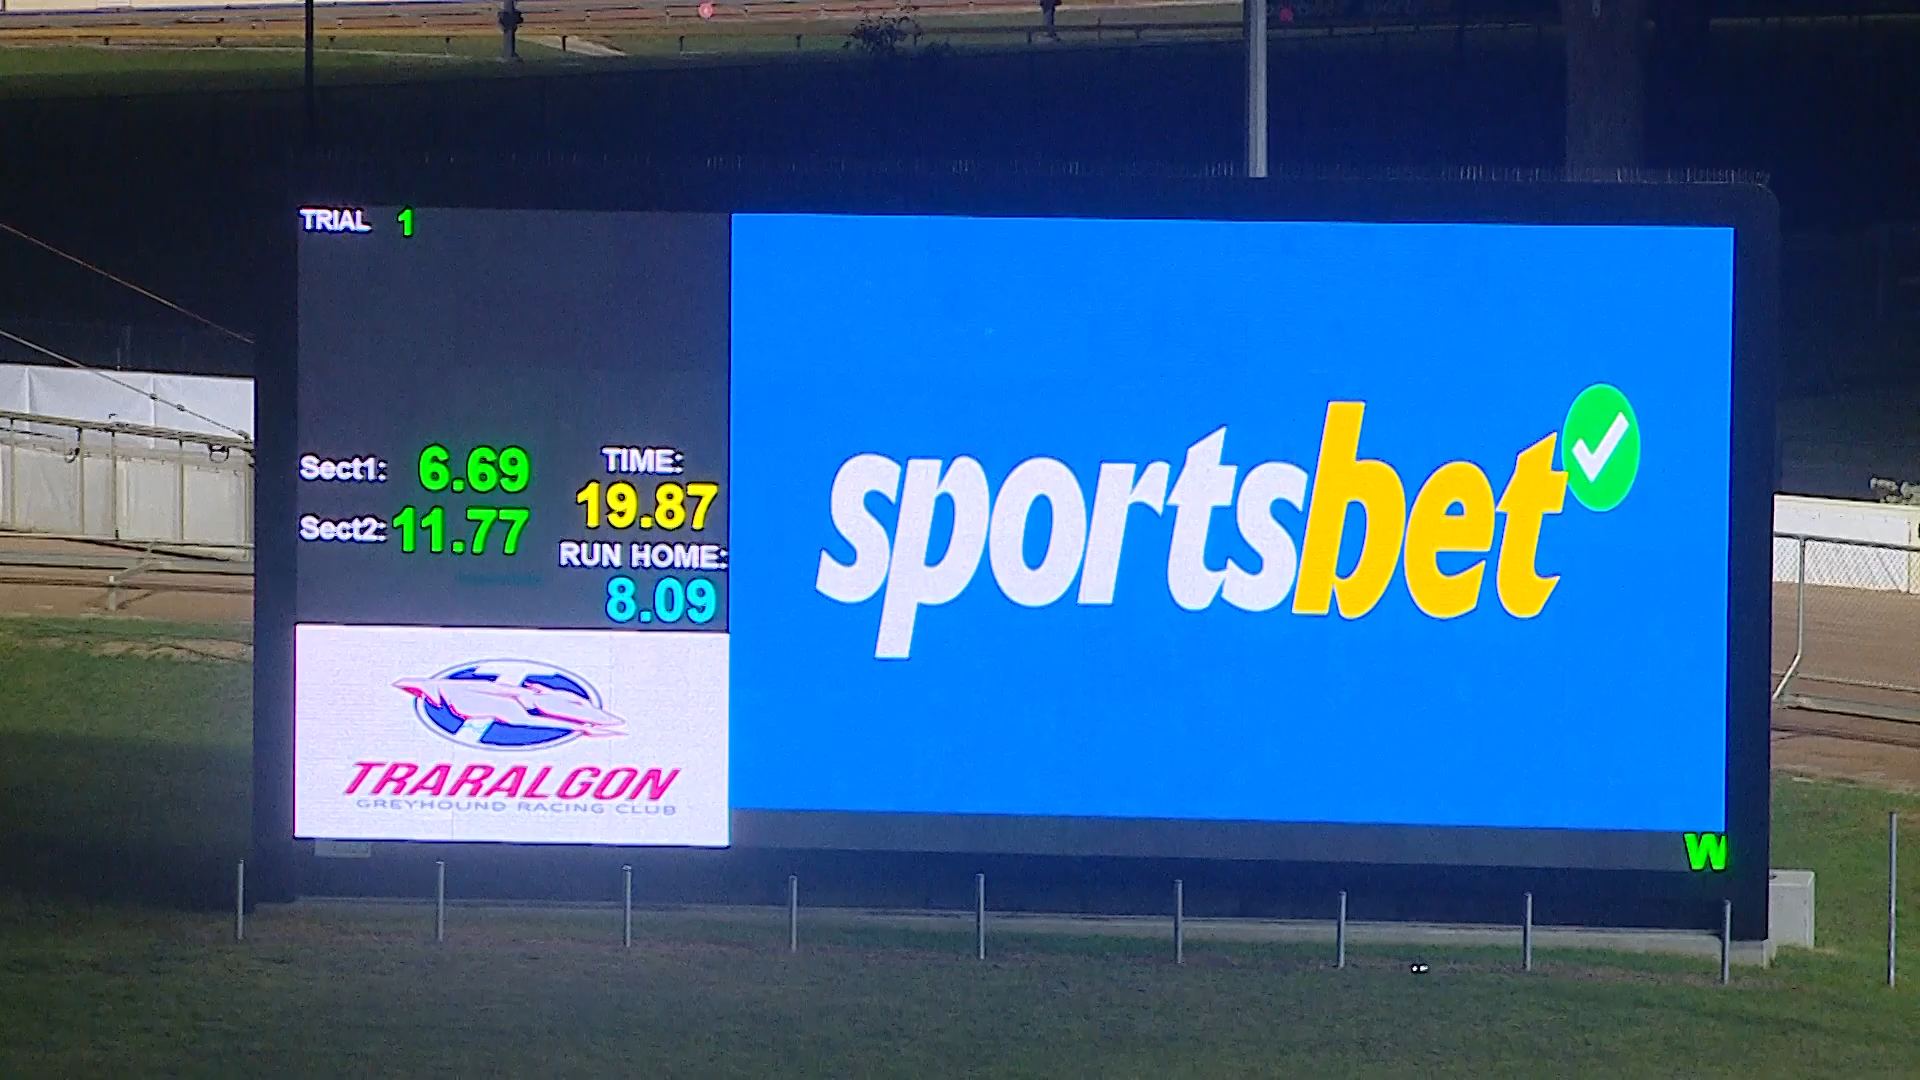 TRIAL 1
Sect1: 6.69
Sect2: 11.77
TIME:
19.87
RUN HOME:
8.09
TRARALGON
GREYHOUND RACING CLUB
sportsbet
W